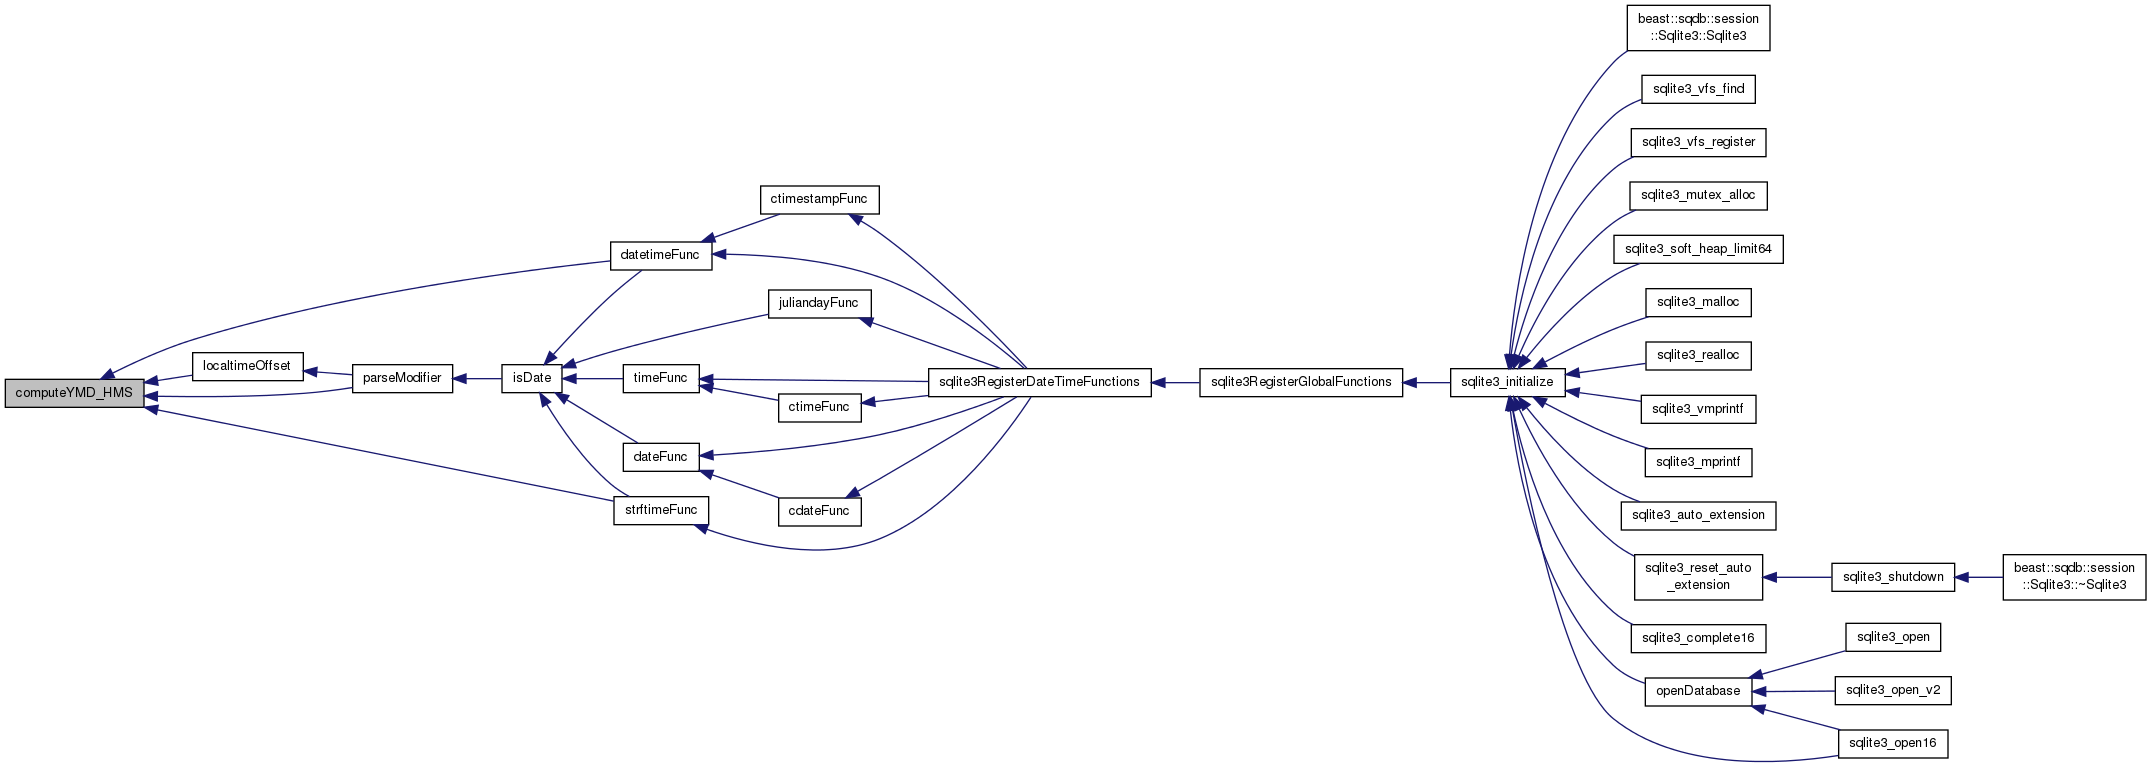 computeYMD_HMS
localtimeOffset
parseModifier
isDate
datetimeFunc
ctimestampFunc
juliandayFunc
timeFunc
ctimeFunc
dateFunc
cdateFunc
strftimeFunc
sqlite3RegisterDateTimeFunctions
sqlite3RegisterGlobalFunctions
sqlite3_initialize
beast::sqdb::session
::Sqlite3::Sqlite3
sqlite3_vfs_find
sqlite3_vfs_register
sqlite3_mutex_alloc
sqlite3_soft_heap_limit64
sqlite3_malloc
sqlite3_realloc
sqlite3_vmprintf
sqlite3_mprintf
sqlite3_auto_extension
sqlite3_reset_auto
_extension
sqlite3_shutdown
beast::sqdb::session
::Sqlite3::~Sqlite3
sqlite3_complete16
openDatabase
sqlite3_open
sqlite3_open_v2
sqlite3_open16